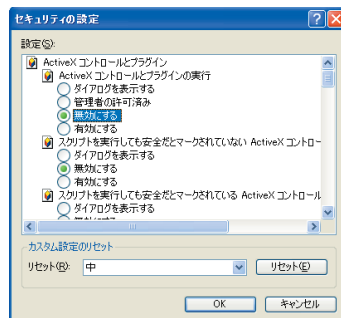 セキュリティの設定
設定(S):
ActiveX コントロールとプラグイン
ActiveX コントロールとプラグインの実行
ダイアログを表示する
管理者の許可済み
無効にする
有効にする
スクリプトを実行しても安全だとマークされていない ActiveX コントロー
ダイアログを表示する
無効にする
有効にする
スクリプトを実行しても安全だとマークされている ActiveX コントロール
ダイアログを表示する
カスタム設定のリセット
リセット(R): 中 リセット(E)
OK キャンセル